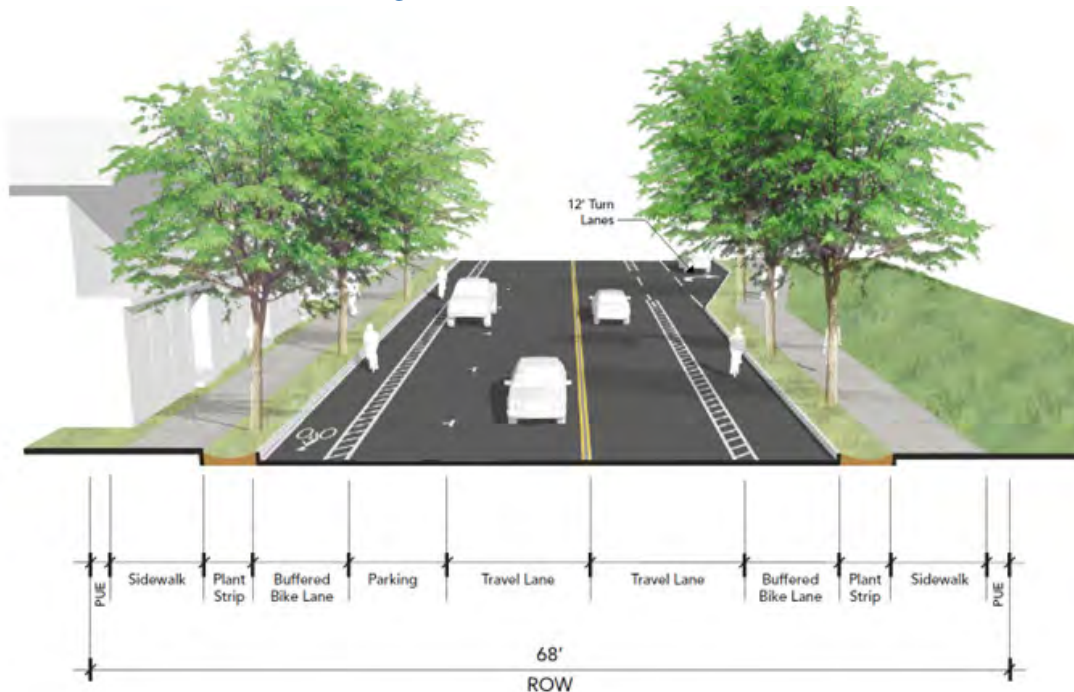 12' Turn
Lanes
PUE
Sidewalk
Plant
Strip
Buffered
Bike Lane
Parking
Travel Lane
Travel Lane
Buffered
Bike Lane
Plant
Strip
Sidewalk
PUE
68'
ROW